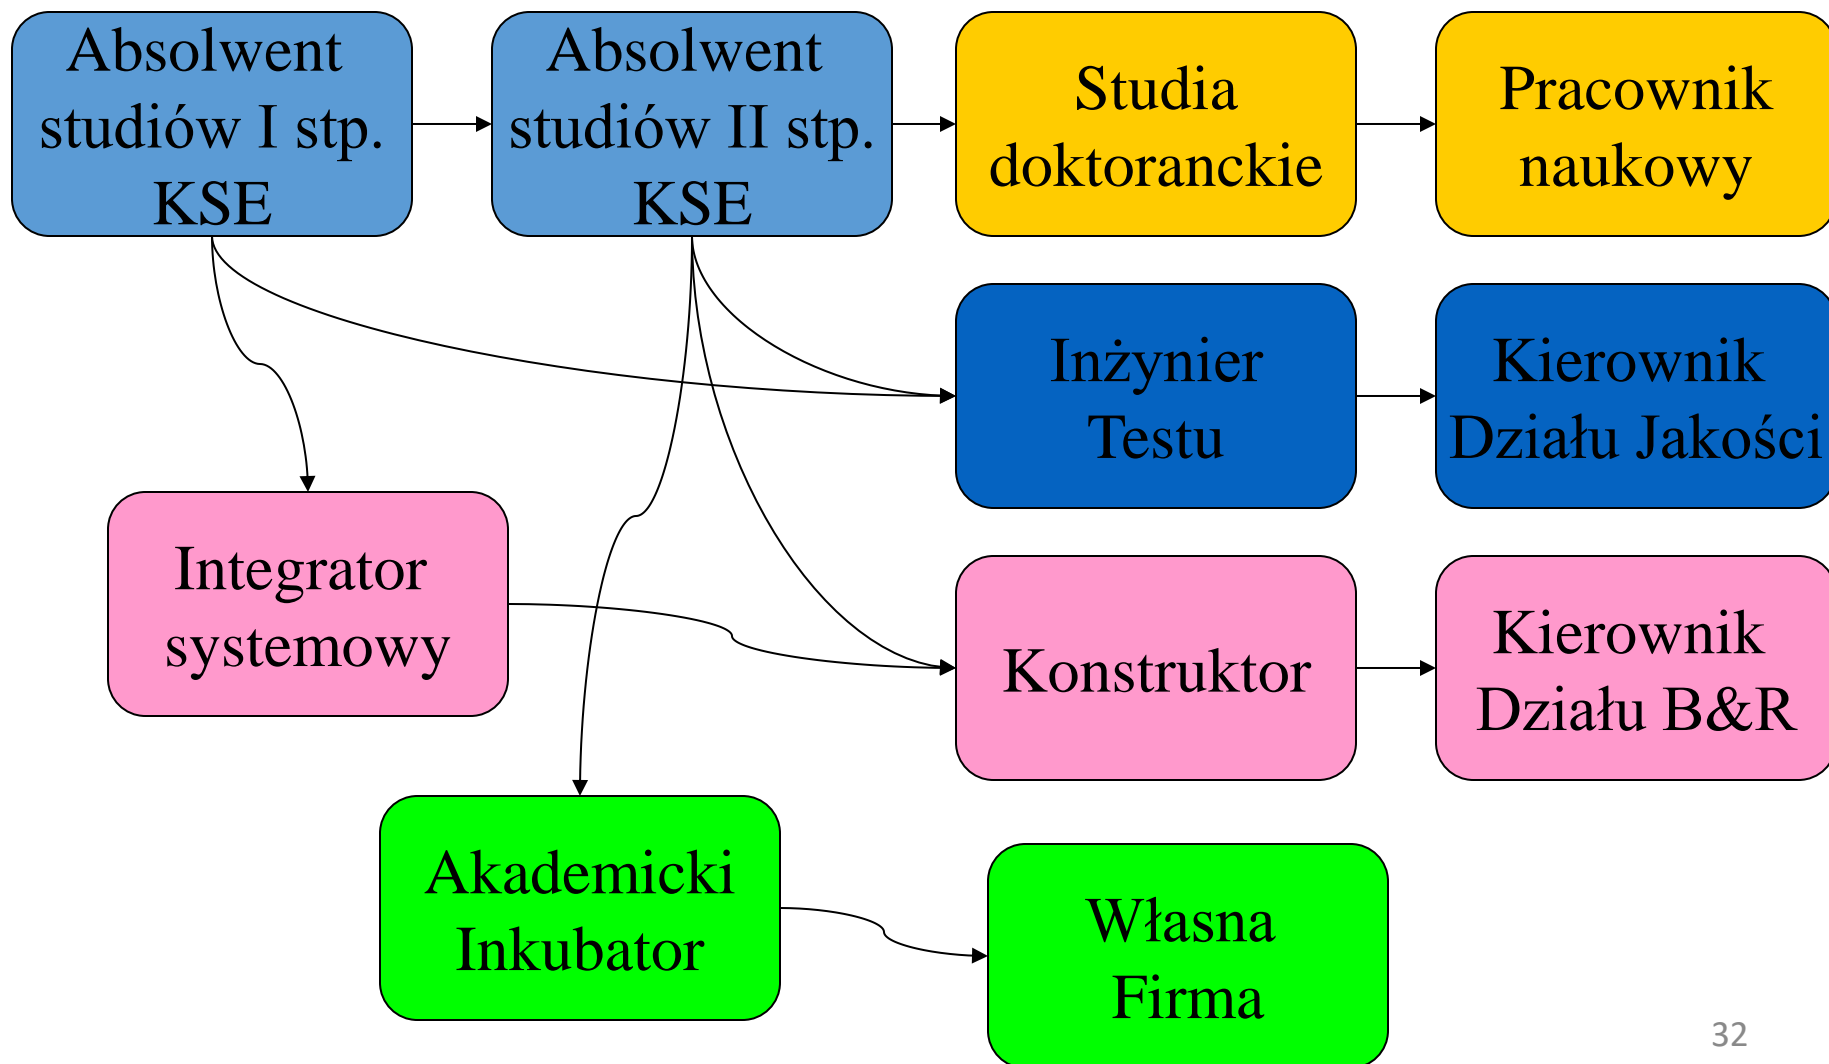 Absolwent
studiów I stp.
KSE
Absolwent
studiów II stp.
KSE
Studia
doktoranckie
Pracownik
naukowy
Inżynier
Testu
Kierownik
Działu Jakości
Integrator
systemowy
Konstruktor
Kierownik
Działu B&R
Akademicki
Inkubator
Własna
Firma
32